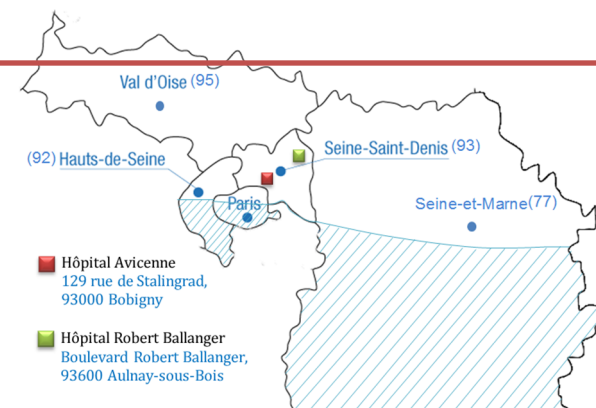 Val d’Oise (95)
(92) Hauts-de-Seine
Seine-Saint-Denis (93)
Paris
Seine-et-Marne(77)
Hôpital Avicenne
129 rue de Stalingrad,
93000 Bobigny
Hôpital Robert Ballanger
Boulevard Robert Ballanger,
93600 Aulnay-sous-Bois